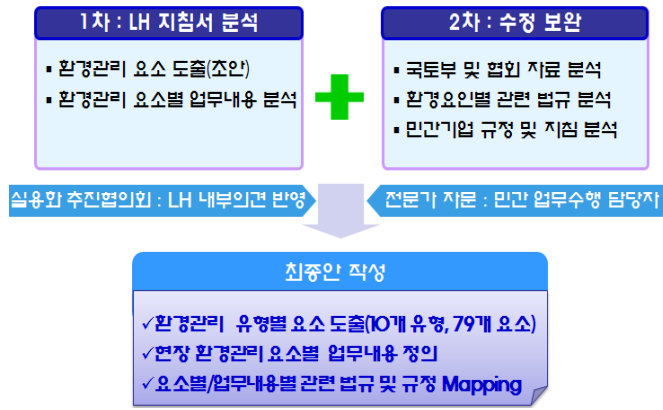 1차 : LH 지침서 분석
▪ 환경관리 요소 도출(초안)
▪ 환경관리 요소별 업무내용 분석
2차 : 수정 보완
▪ 국토부 및 협회 자료 분석
▪ 환경요인별 관련 법규 분석
▪ 민간기업 규정 및 지침 분석
실용화 추진협의회 : LH 내부의견 반영
전문가 자문 : 민간 업무수행 담당자
최종안 작성
✓환경관리 유형별 요소 도출(10개 유형, 79개 요소)
✓현장 환경관리 요소별 업무내용 정의
✓요소별/업무내용별 관련 법규 및 규정 Mapping